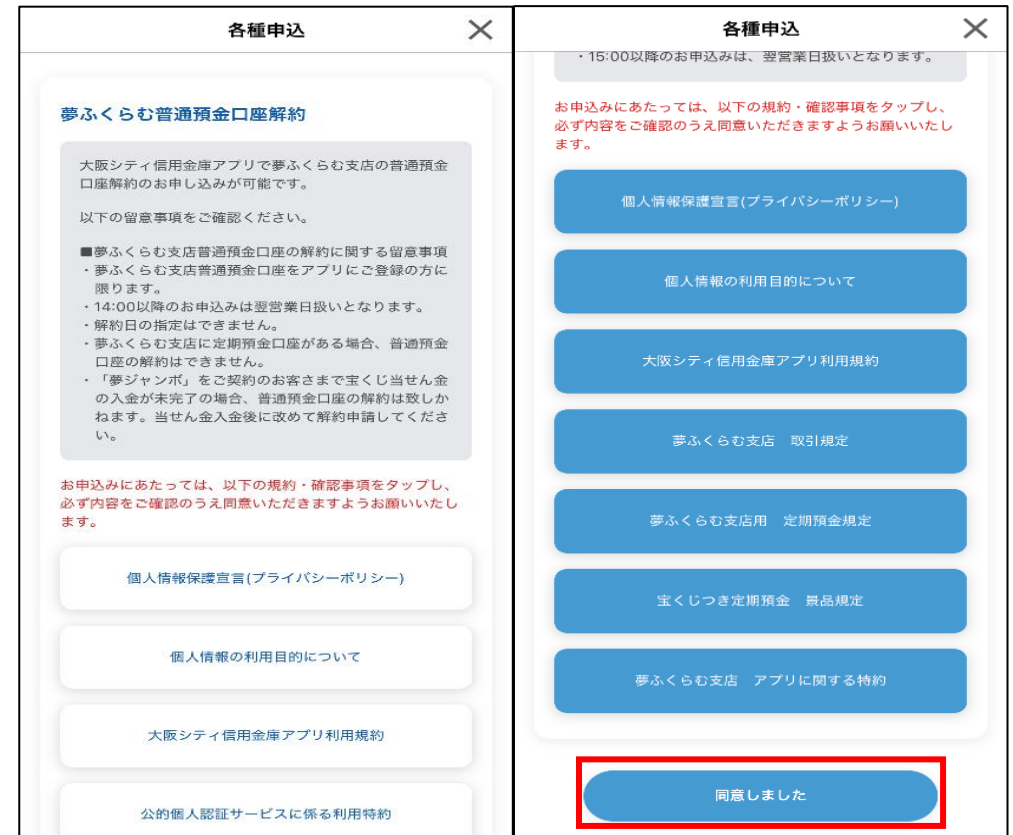 各種申込
夢ふくらむ普通預金口座解約
大阪シティ信用金庫アプリで夢ふくらむ支店の普通預金
口座解約のお申し込みが可能です。
以下の留意事項をご確認ください。
■夢ふくらむ支店普通預金口座の解約に関する留意事項
・夢ふくらむ支店普通預金口座をアプリにご登録の方に
限ります。
・14:00以降のお申込みは翌営業日扱いとなります。
・解約日の指定はできません。
・夢ふくらむ支店に定期預金口座がある場合、普通預金
口座の解約はできません。
・「夢ジャンボ」をご契約のお客さまで宝くじ当せん金
の入金が未完了の場合、普通預金口座の解約は致しか
ねます。当せん金入金後に改めて解約申請してくださ
い。
お申込みにあたっては、以下の規約・確認事項をタップし、
必ず内容をご確認のうえ同意いただきますようお願いいたし
ます。
個人情報保護宣言(プライバシーポリシー)
個人情報の利用目的について
大阪シティ信用金庫アプリ利用規約
公的個人認証サービスに係る利用特約
各種申込
・15:00以降のお申込みは、翌営業日扱いとなります。
お申込みにあたっては、以下の規約・確認事項をタップし、
必ず内容をご確認のうえ同意いただきますようお願いいたし
ます。
個人情報保護宣言(プライバシーポリシー)
個人情報の利用目的について
大阪シティ信用金庫アプリ利用規約
夢ふくらむ支店　取引規定
夢ふくらむ支店用　定期預金規定
宝くじつき定期預金　景品規定
夢ふくらむ支店　アプリに関する特約
同意しました